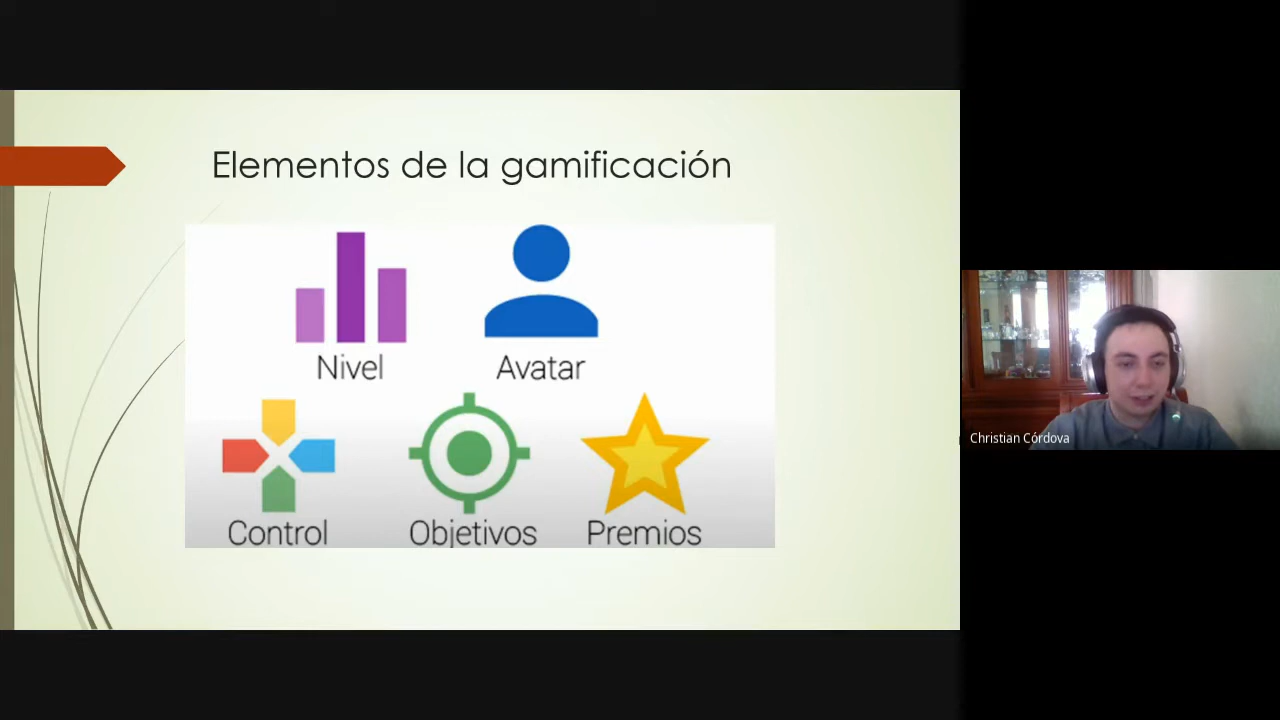 Elementos de la gamificación
Nivel
Avatar
Control
Objetivos
Premios
Christian Córdova